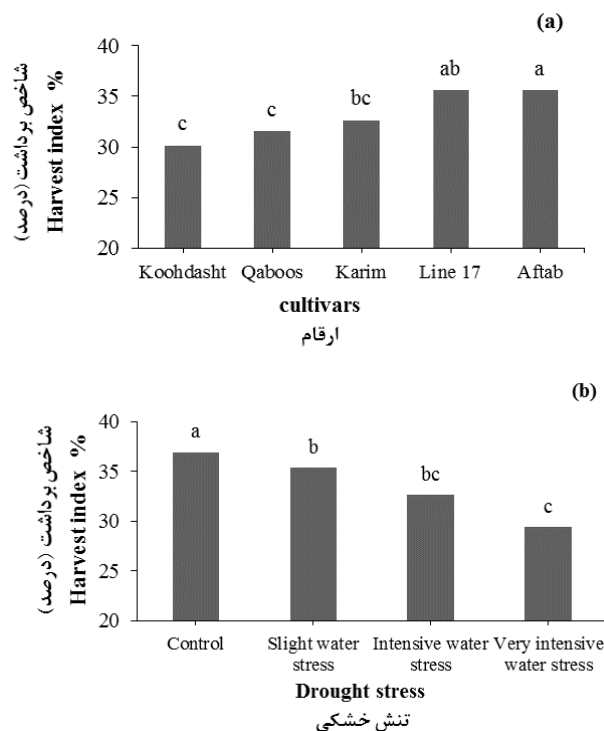 (a)
شاخص برداشت (درصد)
Harvest index %
40
35
30
25
20
c
c
bc
ab
a
Koohdasht Qaboos Karim Line 17 Aftab
cultivars
ارقام
(b)
شاخص برداشت (درصد)
Harvest index %
40
35
30
25
20
a
b
bc
c
Control Slight water stress Intensive water stress Very intensive water stress
Drought stress
تنش خشکی